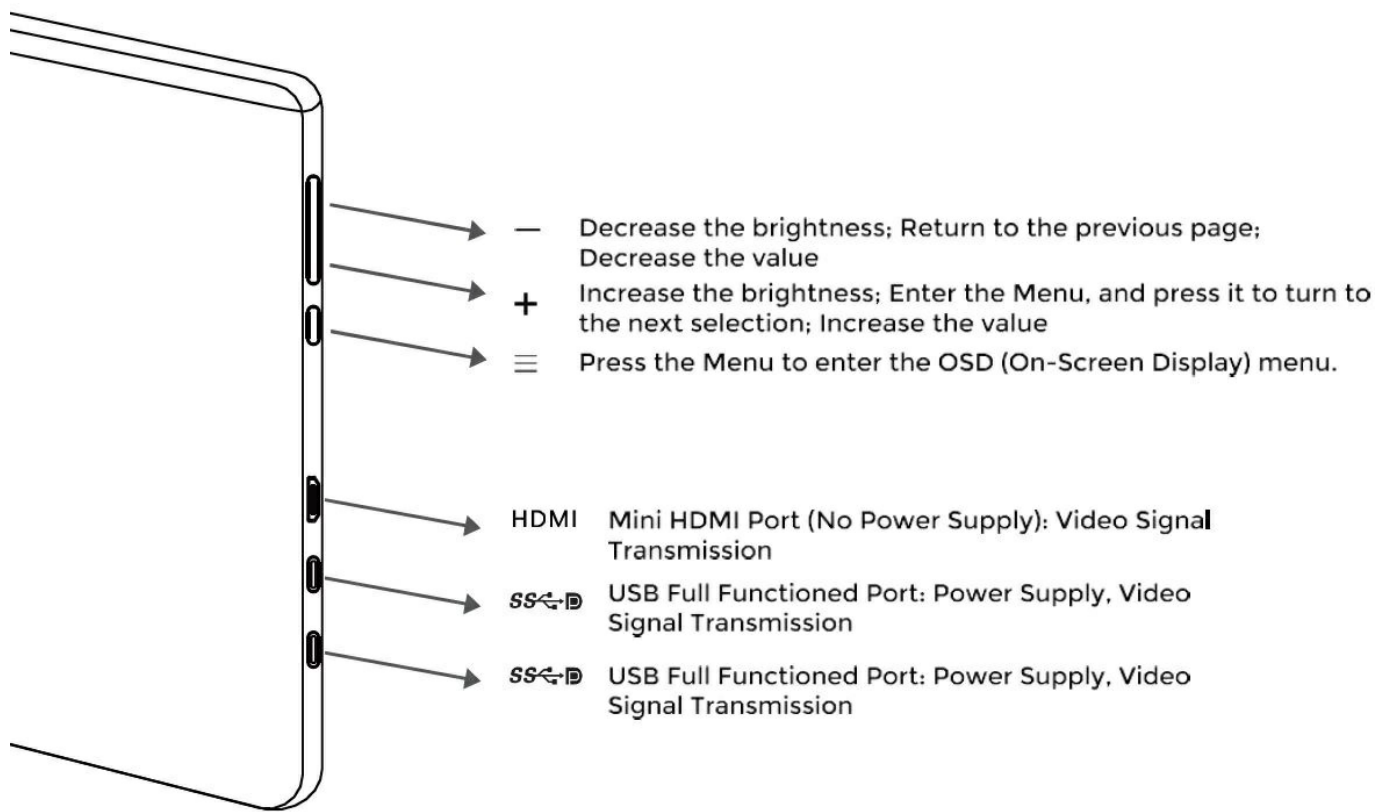 — Decrease the brightness; Return to the previous page;
Decrease the value
+ Increase the brightness; Enter the Menu, and press it to turn to
the next selection; Increase the value
☰ Press the Menu to enter the OSD (On-Screen Display) menu.
HDMI Mini HDMI Port (No Power Supply): Video Signal
Transmission
SS D USB Full Functioned Port: Power Supply, Video
Signal Transmission
SS D USB Full Functioned Port: Power Supply, Video
Signal Transmission